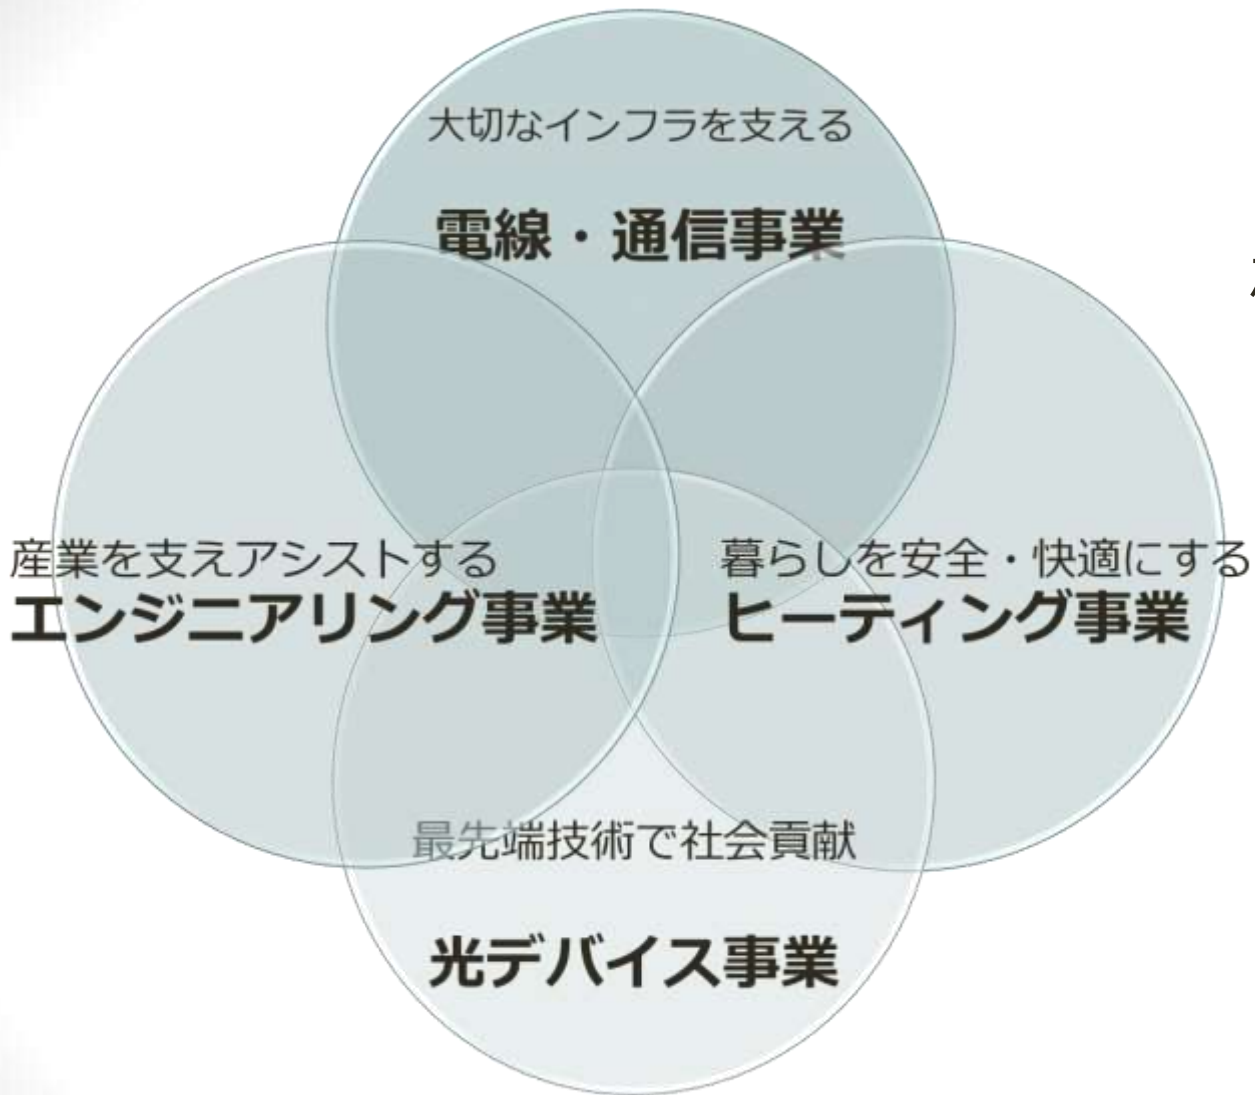 大切なインフラを支える
電線・通信事業
産業を支えアシストする
エンジニアリング事業
暮らしを安全・快適にする
ヒーティング事業
最先端技術で社会貢献
光デバイス事業